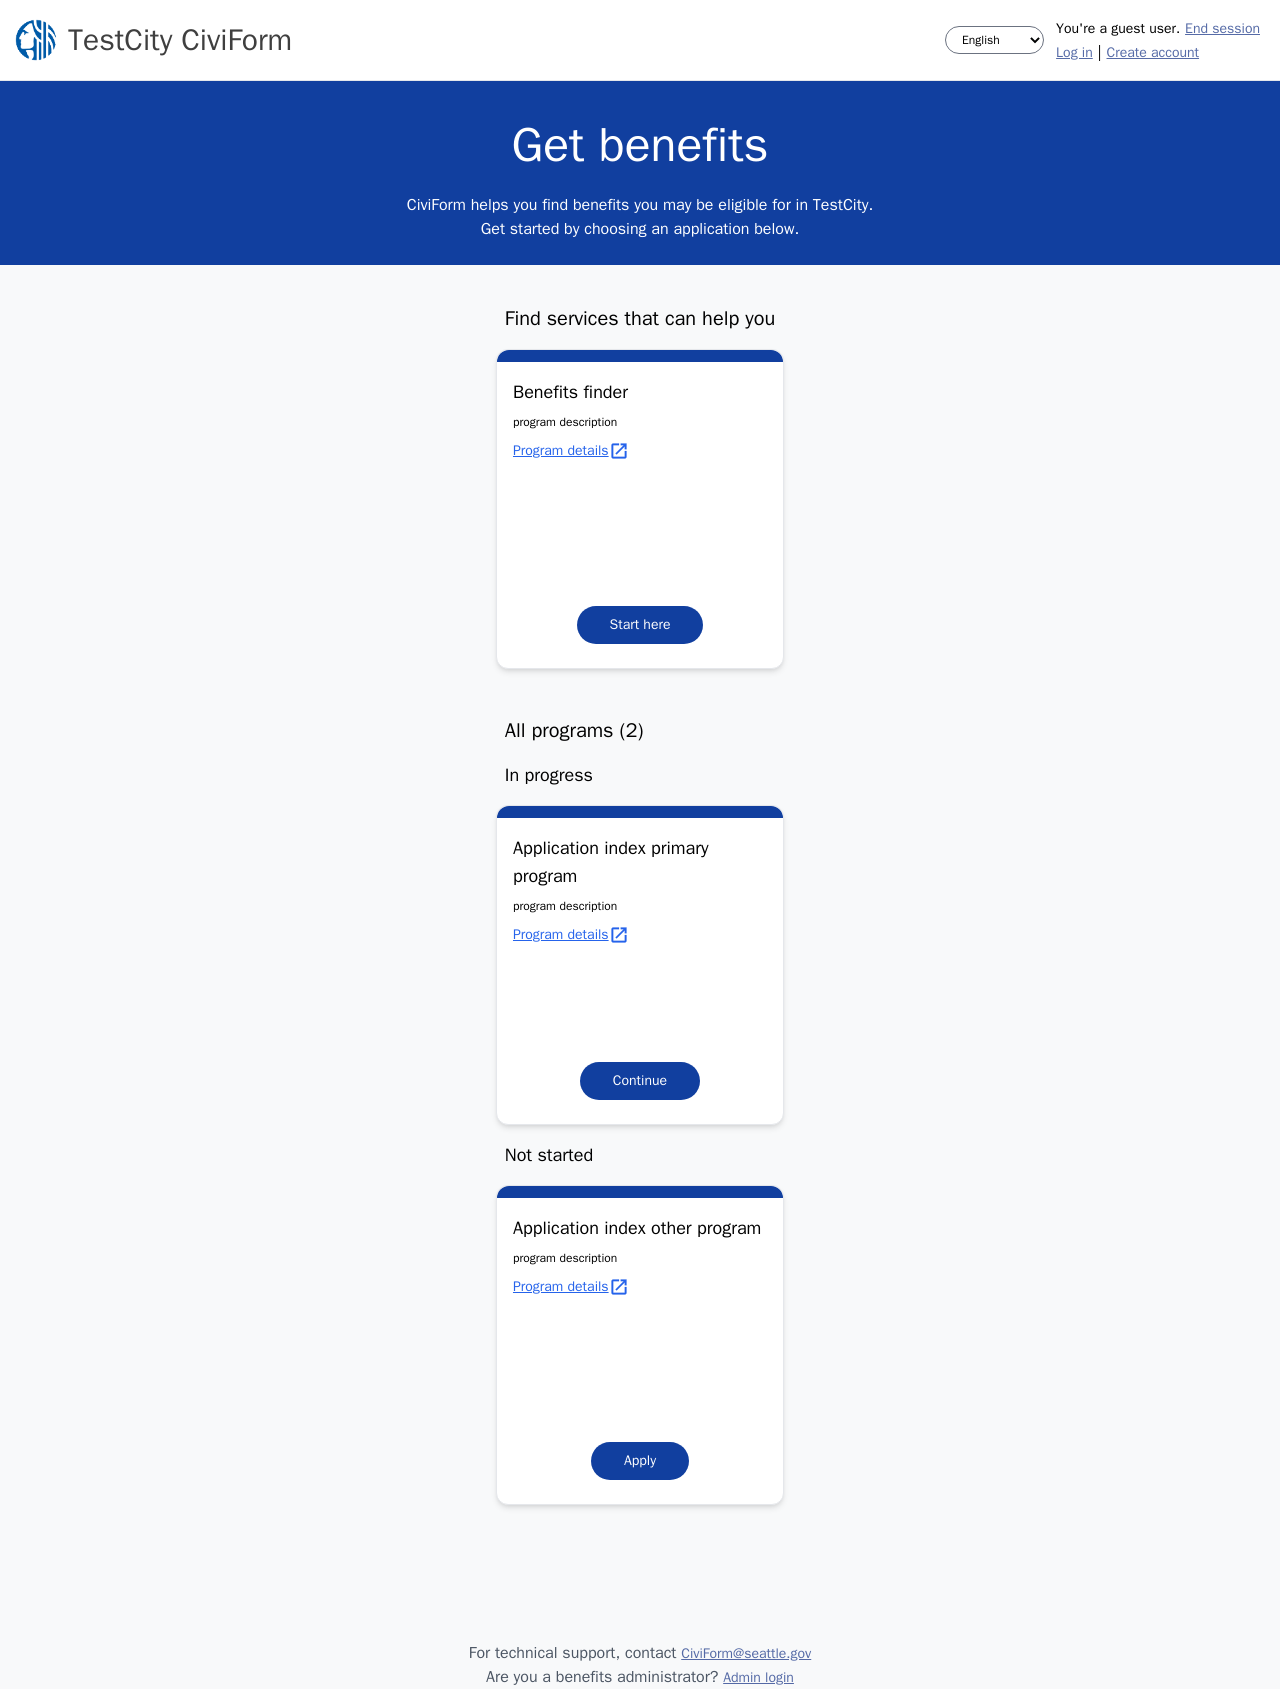 TestCity CiviForm
English
You're a guest user. End session
Log in | Create account
Get benefits
CiviForm helps you find benefits you may be eligible for in TestCity.
Get started by choosing an application below.
Find services that can help you
Benefits finder
program description
Program details
Start here
All programs (2)
In progress
Application index primary
program
program description
Program details
Continue
Not started
Application index other program
program description
Program details
Apply
For technical support, contact CiviForm@seattle.gov
Are you a benefits administrator? Admin login